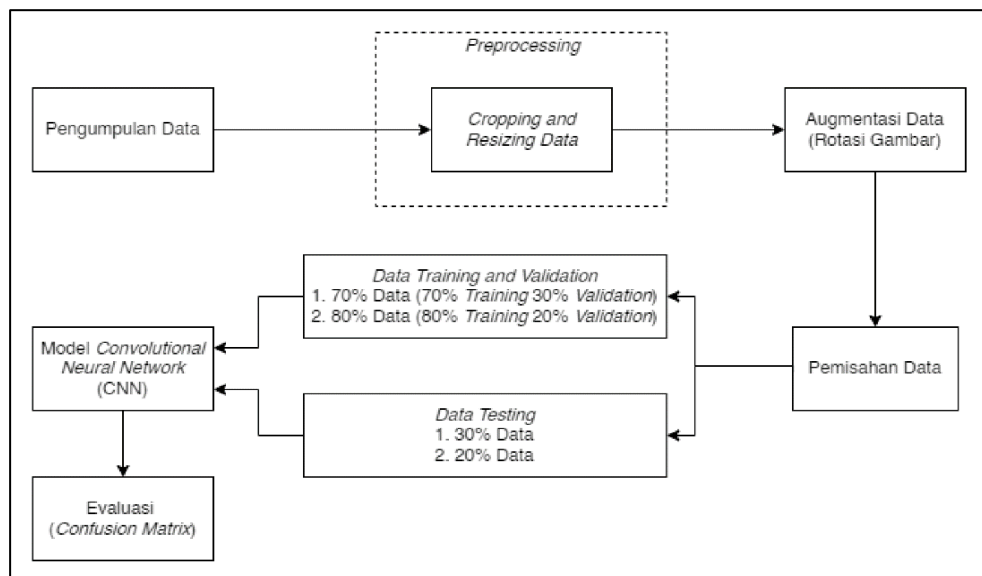 Preprocessing
Pengumpulan Data
Cropping and
Resizing Data
Augmentasi Data
(Rotasi Gambar)
Data Training and Validation
1. 70% Data (70% Training 30% Validation)
2. 80% Data (80% Training 20% Validation)
Model Convolutional
Neural Network
(CNN)
Pemisahan Data
Data Testing
1. 30% Data
2. 20% Data
Evaluasi
(Confusion Matrix)